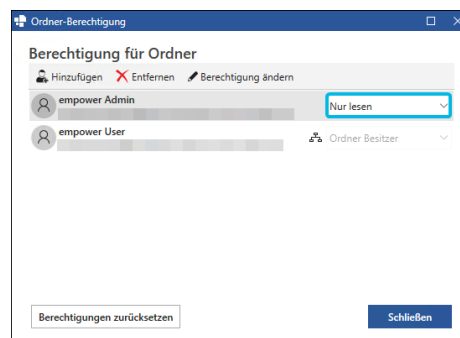 Ordner-Berechtigung
Berechtigung für Ordner
Hinzufügen Entfernen Berechtigung ändern
empower Admin
Nur lesen
empower User
Ordner Besitzer
Berechtigungen zurücksetzen Schließen